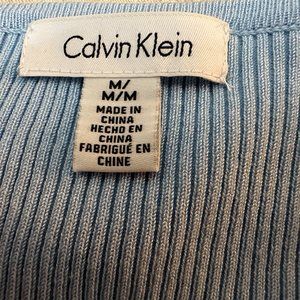 Calvin Klein
M/
M/M
MADE IN
CHINA
HECHO EN
CHINA
FABRIQUÉ EN
CHINE